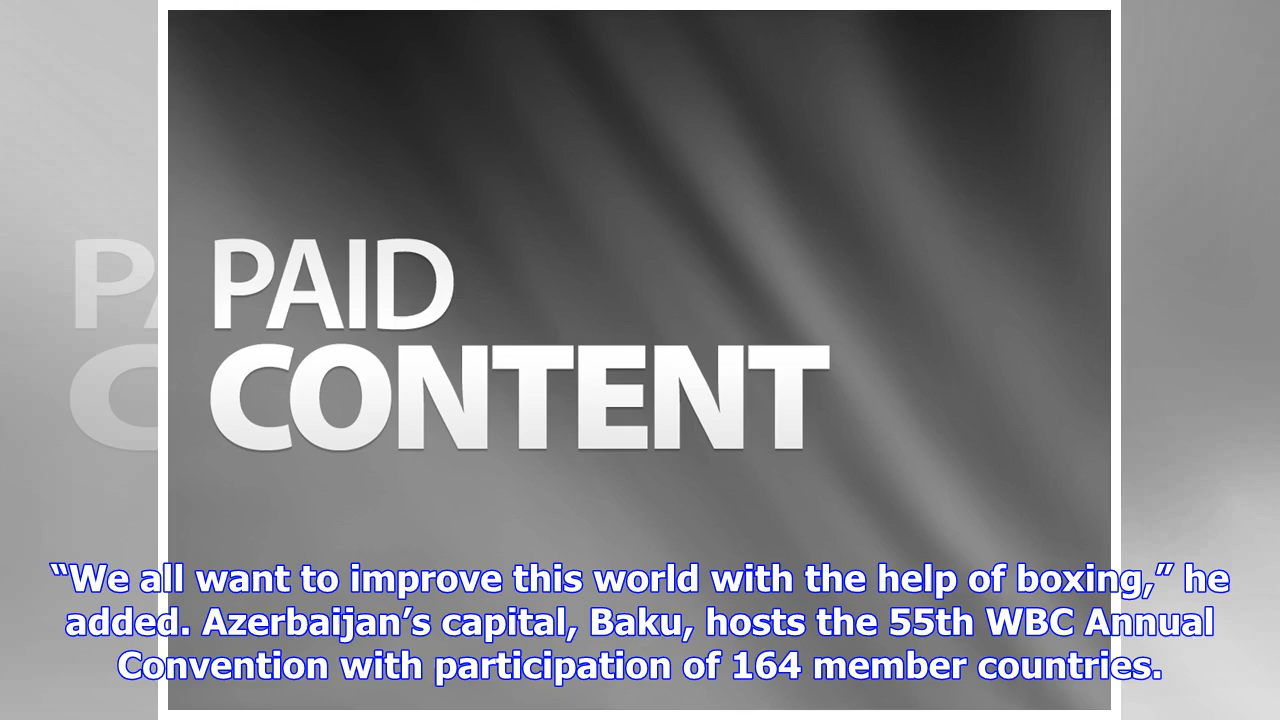 PAID
CONTENT
“We all want to improve this world with the help of boxing,” he
added. Azerbaijan’s capital, Baku, hosts the 55th WBC Annual
Convention with participation of 164 member countries.